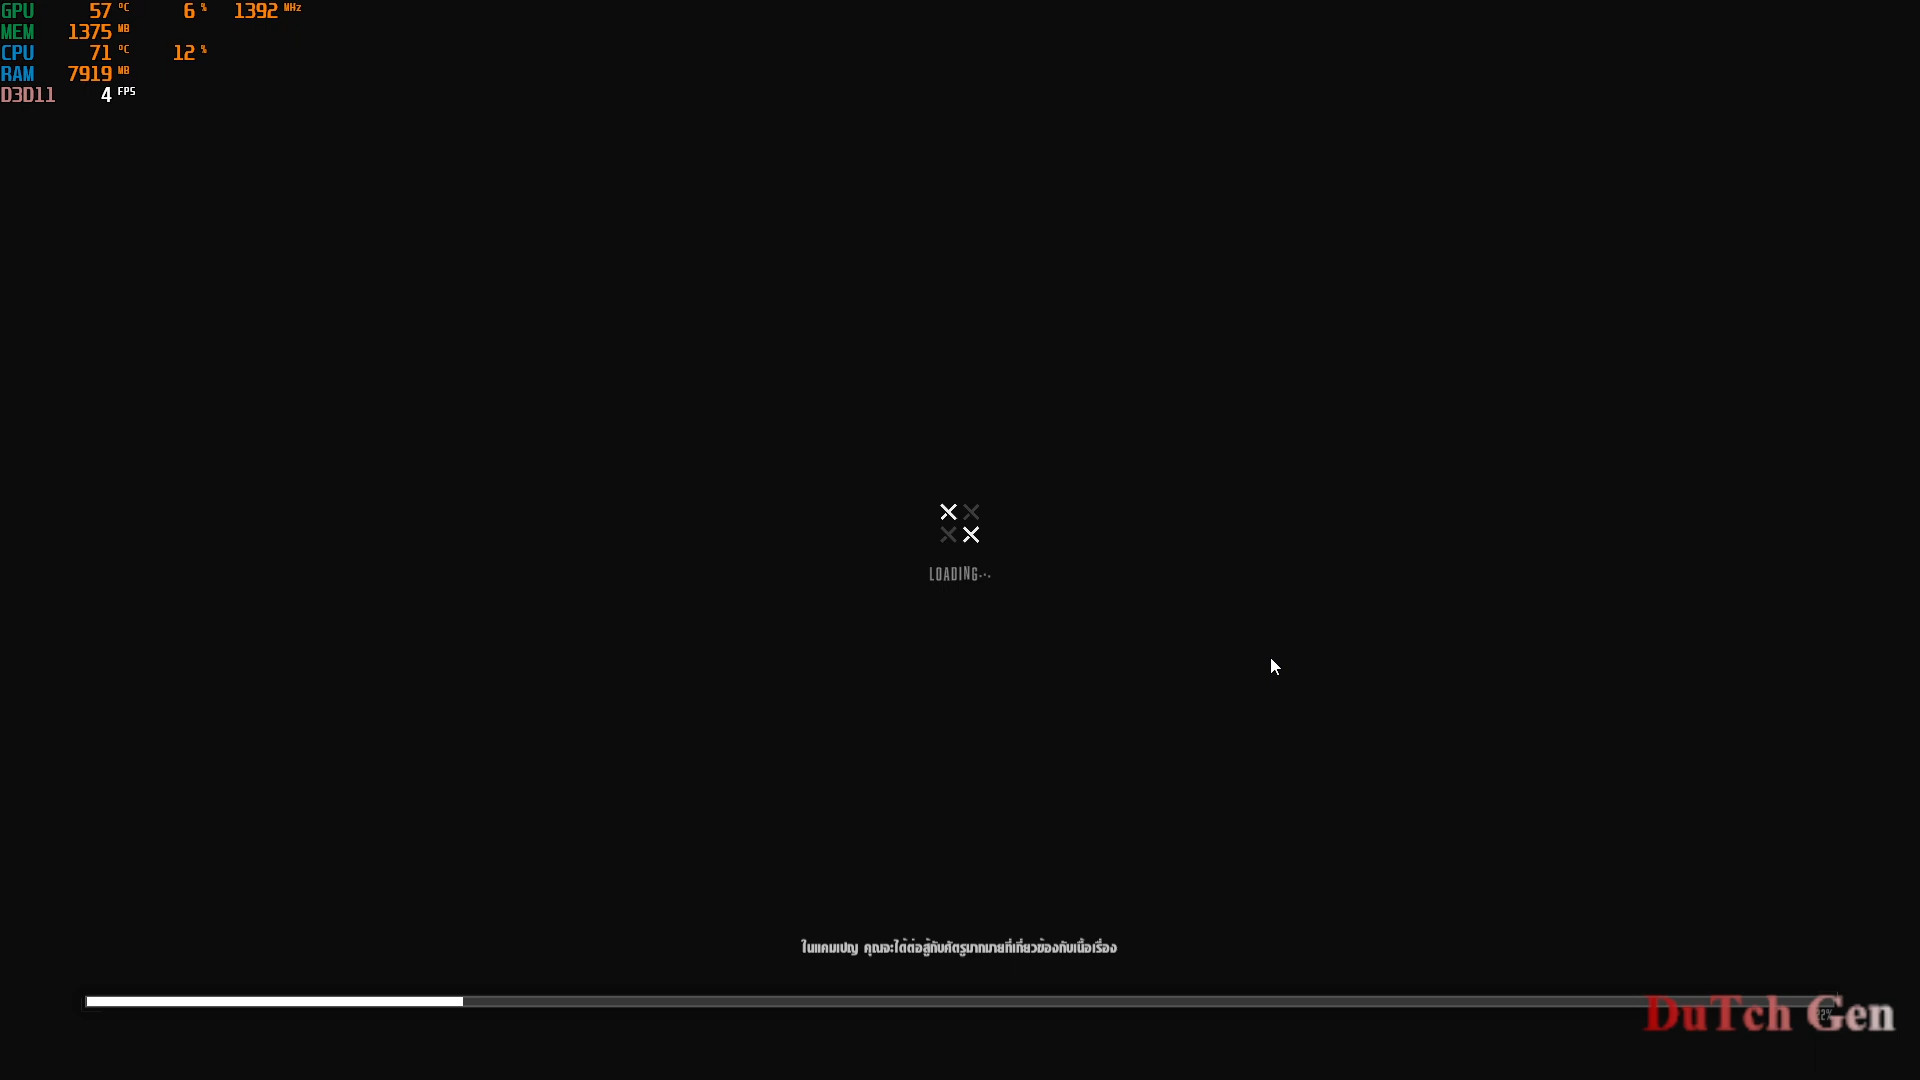 GPU 57 °C 6 % 1392 MHz
MEM 1375 MB
CPU 71 °C 12 %
RAM 7919 MB
D3D11 4 FPS
LOADING...
ในแคมเปญ คุณจะได้ต่อสู้กับศัตรูมากมายที่เกี่ยวข้องกับเนื้อเรื่อง
22%
DuTch Gen